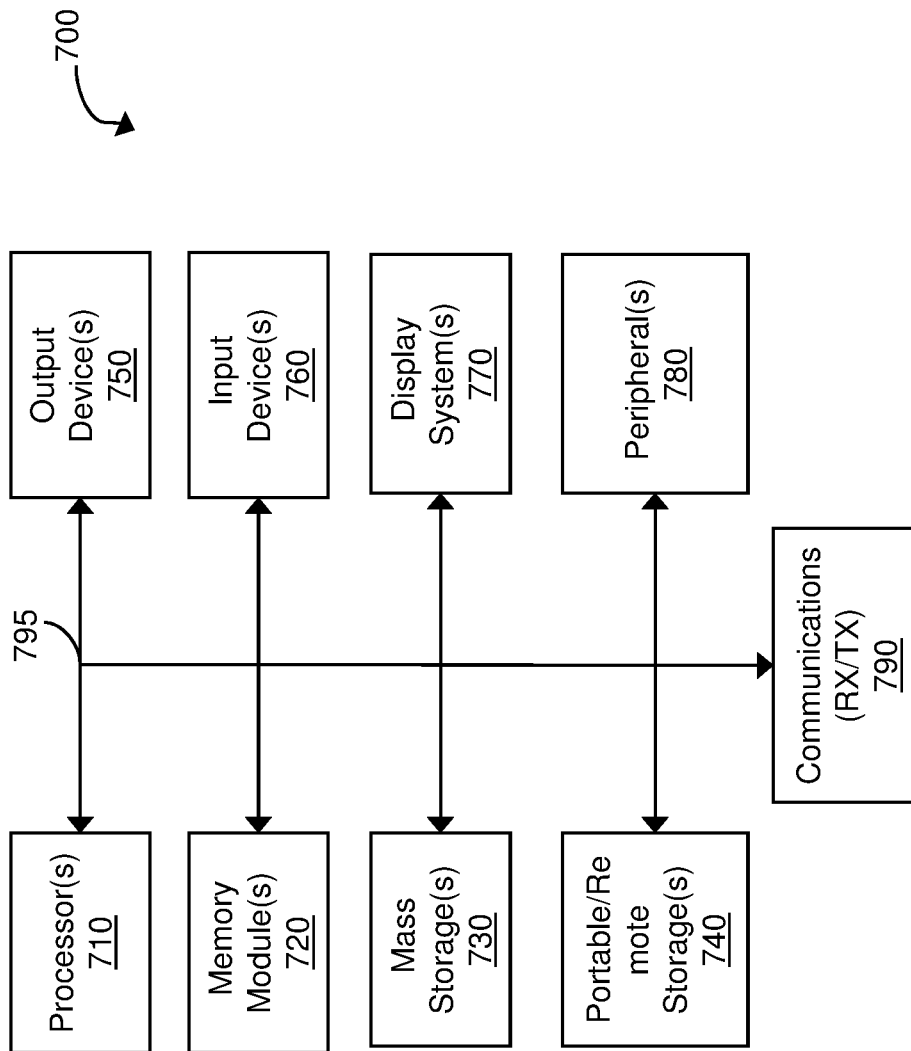 700
Output
Device(s)
750
Input
Device(s)
760
Display
System(s)
770
Peripheral(s)
780
795
Communications
(RX/TX)
790
Processor(s)
710
Memory
Module(s)
720
Mass
Storage(s)
730
Portable/Re
mote
Storage(s)
740